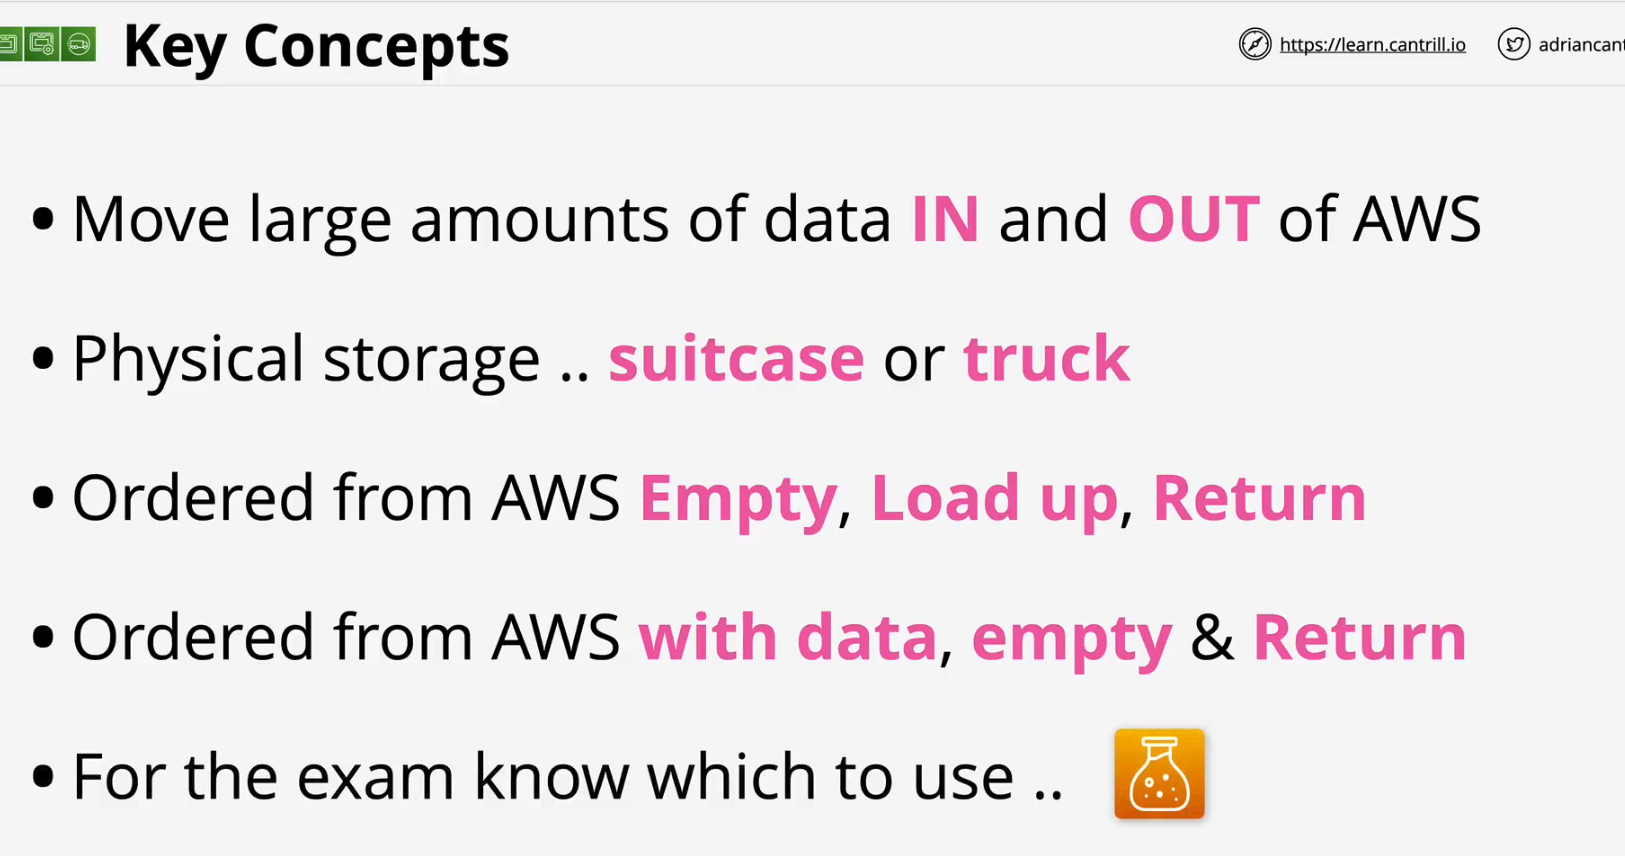 Key Concepts
https://learn.cantrill.io
adriancant
• Move large amounts of data IN and OUT of AWS
• Physical storage .. suitcase or truck
• Ordered from AWS Empty, Load up, Return
• Ordered from AWS with data, empty & Return
• For the exam know which to use ..